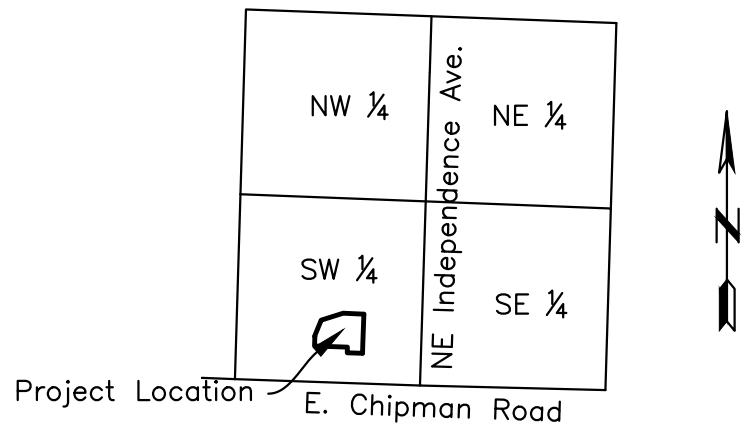 NW ¼
NE ¼
NE Independence Ave.
N
SW ¼
SE ¼
Project Location
E. Chipman Road